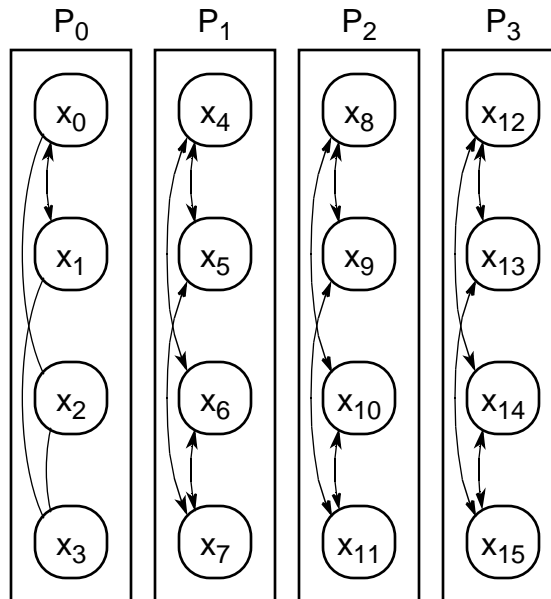 P₀ P₁ P₂ P₃
x₀ x₄ x₈ x₁₂
x₁ x₅ x₉ x₁₃
x₂ x₆ x₁₀ x₁₄
x₃ x₇ x₁₁ x₁₅